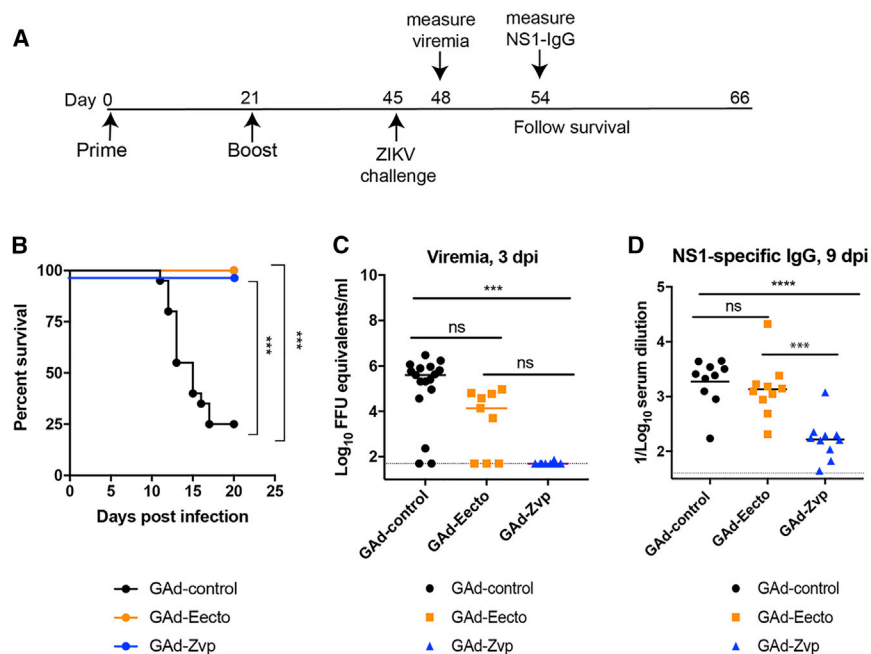 A
measure viremia
measure NS1-IgG
Day 0 21 45 48 54 66
Prime
Boost
ZIKV challenge
Follow survival
B
Percent survival
100
75
50
25
0
0 5 10 15 20 25
Days post infection
***
***
GAd-control
GAd-Eecto
GAd-Zvp
C
Viremia, 3 dpi
Log10 FFU equivalents/ml
10
8
6
4
2
***
ns
ns
GAd-control
GAd-Eecto
GAd-Zvp
GAd-control
GAd-Eecto
GAd-Zvp
D
NS1-specific IgG, 9 dpi
1/Log10 serum dilution
5
4
3
2
****
ns
***
GAd-control
GAd-Eecto
GAd-Zvp
GAd-control
GAd-Eecto
GAd-Zvp